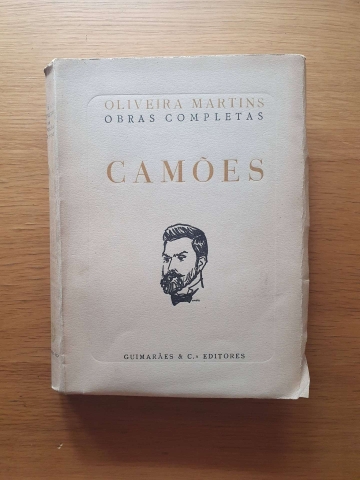 OLIVEIRA MARTINS
OBRAS COMPLETAS
CAMÕES
GUIMARÃES & C.ª EDITORES